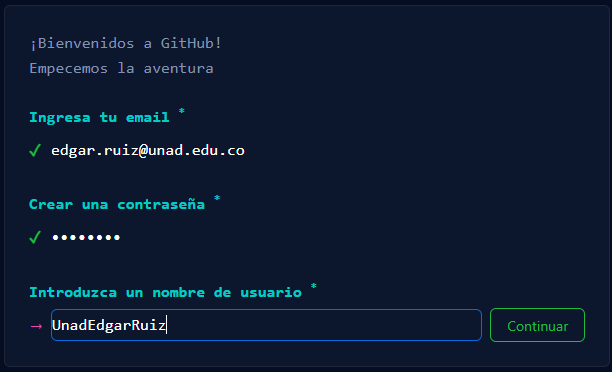 ¡Bienvenidos a GitHub!
Empecemos la aventura
Ingresa tu email *
✓ edgar.ruiz@unad.edu.co
Crear una contraseña *
✓ ••••••••
Introduzca un nombre de usuario *
→ UnadEdgarRuiz Continuar